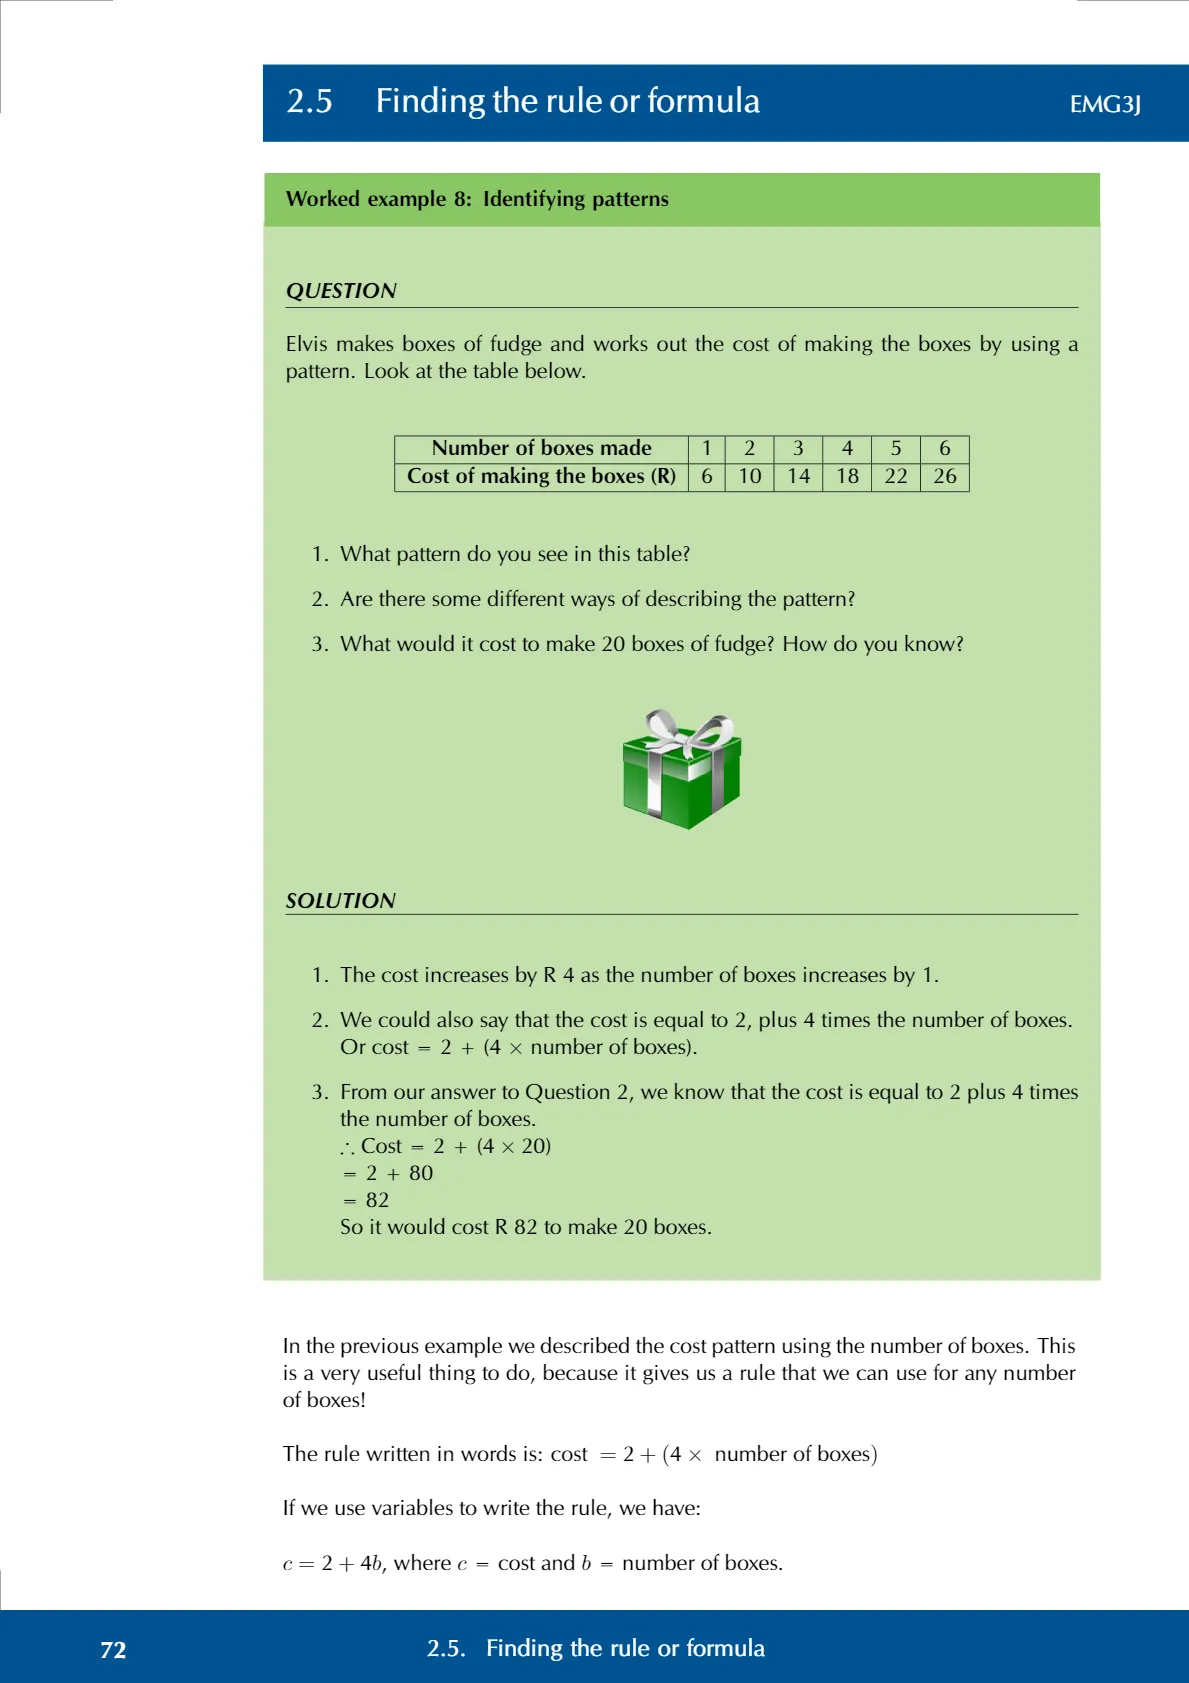 2.5 Finding the rule or formula EMG3J
Worked example 8: Identifying patterns
QUESTION
Elvis makes boxes of fudge and works out the cost of making the boxes by using a
pattern. Look at the table below.
Number of boxes made 1 2 3 4 5 6
Cost of making the boxes (R) 6 10 14 18 22 26
1. What pattern do you see in this table?
2. Are there some different ways of describing the pattern?
3. What would it cost to make 20 boxes of fudge? How do you know?
SOLUTION
1. The cost increases by R 4 as the number of boxes increases by 1.
2. We could also say that the cost is equal to 2, plus 4 times the number of boxes.
Or cost = 2 + (4 × number of boxes).
3. From our answer to Question 2, we know that the cost is equal to 2 plus 4 times
the number of boxes.
∴ Cost = 2 + (4 × 20)
= 2 + 80
= 82
So it would cost R 82 to make 20 boxes.
In the previous example we described the cost pattern using the number of boxes. This
is a very useful thing to do, because it gives us a rule that we can use for any number
of boxes!
The rule written in words is: cost = 2 + (4 × number of boxes)
If we use variables to write the rule, we have:
c = 2 + 4b, where c = cost and b = number of boxes.
72 2.5. Finding the rule or formula